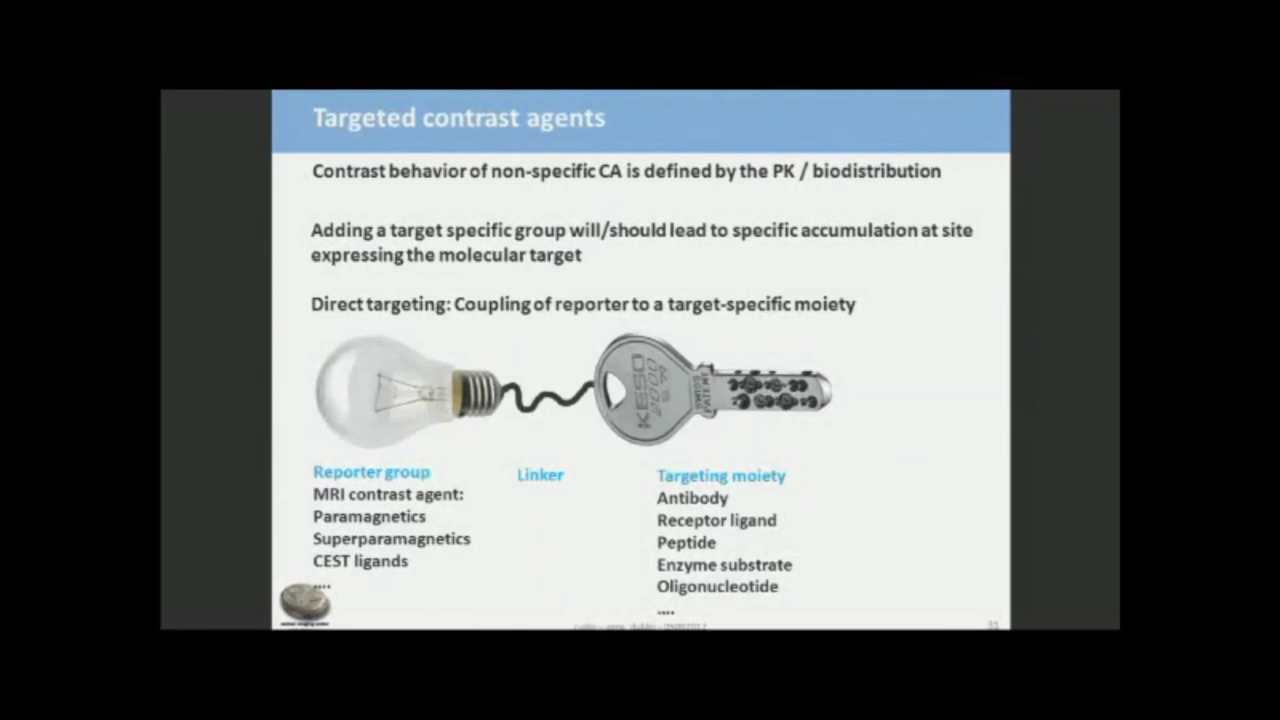 Targeted contrast agents
Contrast behavior of non-specific CA is defined by the PK / biodistribution
Adding a target specific group will/should lead to specific accumulation at site
expressing the molecular target
Direct targeting: Coupling of reporter to a target-specific moiety
KESO
2000
Reporter group
MRI contrast agent:
Paramagnetics
Superparamagnetics
CEST ligands
....
Linker
Targeting moiety
Antibody
Receptor ligand
Peptide
Enzyme substrate
Oligonucleotide
....
31